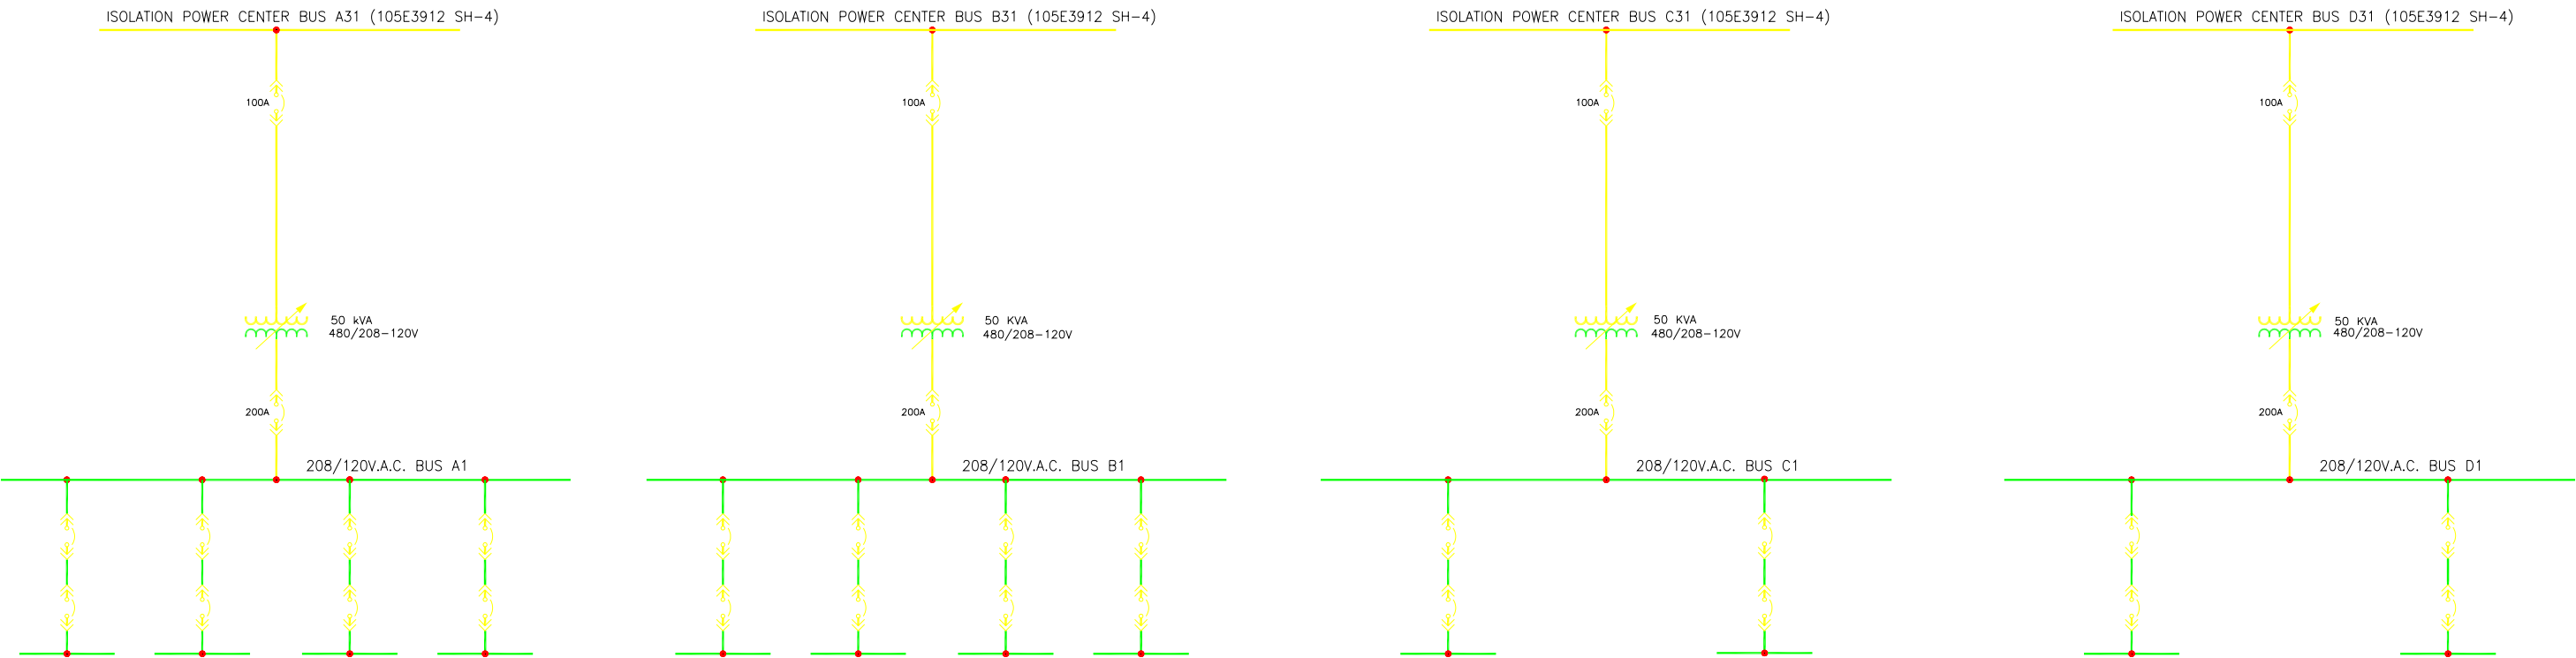 ISOLATION POWER CENTER BUS A31 (105E3912 SH-4)
ISOLATION POWER CENTER BUS B31 (105E3912 SH-4)
ISOLATION POWER CENTER BUS C31 (105E3912 SH-4)
ISOLATION POWER CENTER BUS D31 (105E3912 SH-4)
100A
100A
100A
100A
50 kVA
480/208-120V
50 KVA
480/208-120V
50 KVA
480/208-120V
50 KVA
480/208-120V
200A
200A
200A
200A
208/120V.A.C. BUS A1
208/120V.A.C. BUS B1
208/120V.A.C. BUS C1
208/120V.A.C. BUS D1